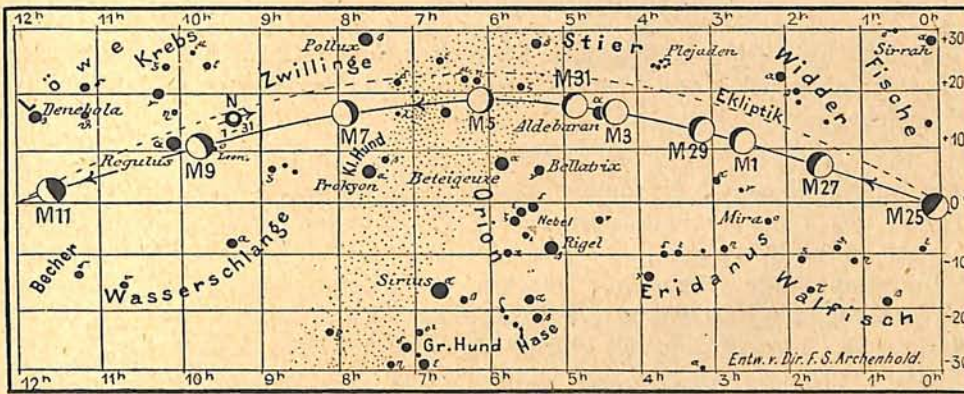 12h 11h 10h 9h 8h 7h 6h 5h 4h 3h 2h 1h 0h
+30
+20
+10
0
-10
-20
-30
Löwe
Krebs
Zwillinge
Pollux
Stier
Plejaden
Widder
Fische
Sirrah
Denebola
N
1-31
M31
Ekliptik
Regulus
M9
M7
M5
Aldebaran
M3
M29
M1
M27
M25
M11
Kl. Hund
Prokyon
Beteigeuze
Bellatrix
Orion
Nebel
Rigel
Mira
Becher
Wasserschlange
Sirius
Eridanus
Walfisch
Gr. Hund
Hase
Entw. v. Dir. F. S. Archenhold.
12h 11h 10h 9h 8h 7h 6h 5h 4h 3h 2h 1h 0h